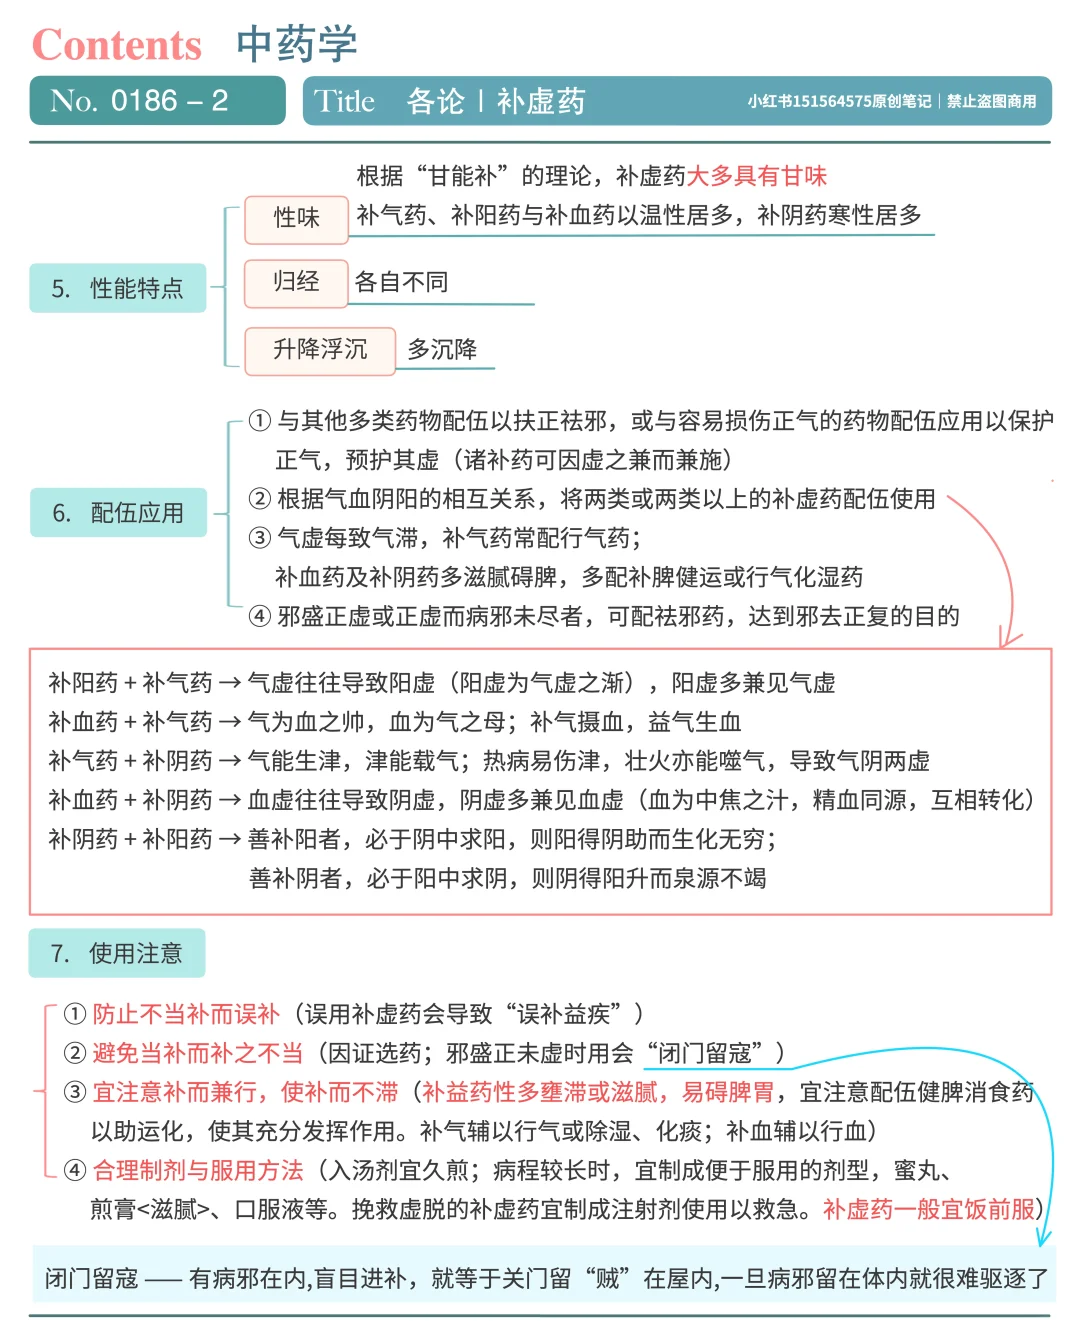 Contents 中药学
No. 0186 – 2
Title 各论 | 补虚药
小红书151564575原创笔记｜禁止盗图商用
根据“甘能补”的理论，补虚药大多具有甘味
性味
补气药、补阳药与补血药以温性居多，补阴药寒性居多
5. 性能特点
归经
各自不同
升降浮沉
多沉降
6. 配伍应用
① 与其他多类药物配伍以扶正祛邪，或与容易损伤正气的药物配伍应用以保护
正气，预护其虚（诸补药可因虚之兼而兼施）
② 根据气血阴阳的相互关系，将两类或两类以上的补虚药配伍使用
③ 气虚每致气滞，补气药常配行气药；
补血药及补阴药多滋腻碍脾，多配补脾健运或行气化湿药
④ 邪盛正虚或正虚而病邪未尽者，可配祛邪药，达到邪去正复的目的
补阳药 + 补气药 → 气虚往往导致阳虚（阳虚为气虚之渐），阳虚多兼见气虚
补血药 + 补气药 → 气为血之帅，血为气之母；补气摄血，益气生血
补气药 + 补阴药 → 气能生津，津能载气；热病易伤津，壮火亦能噬气，导致气阴两虚
补血药 + 补阴药 → 血虚往往导致阴虚，阴虚多兼见血虚（血为中焦之汁，精血同源，互相转化）
补阴药 + 补阳药 → 善补阳者，必于阴中求阳，则阳得阴助而生化无穷；
善补阴者，必于阳中求阴，则阴得阳升而泉源不竭
7. 使用注意
① 防止不当补而误补（误用补虚药会导致“误补益疾”）
② 避免当补而补之不当（因证选药；邪盛正未虚时用会“闭门留寇”）
③ 宜注意补而兼行，使补而不滞（补益药性多壅滞或滋腻，易碍脾胃，宜注意配伍健脾消食药
以助运化，使其充分发挥作用。补气辅以行气或除湿、化痰；补血辅以行血）
④ 合理制剂与服用方法（入汤剂宜久煎；病程较长时，宜制成便于服用的剂型，蜜丸、
煎膏<滋腻>、口服液等。挽救虚脱的补虚药宜制成注射剂使用以救急。补虚药一般宜饭前服）
闭门留寇 —— 有病邪在内,盲目进补，就等于关门留“贼”在屋内,一旦病邪留在体内就很难驱逐了